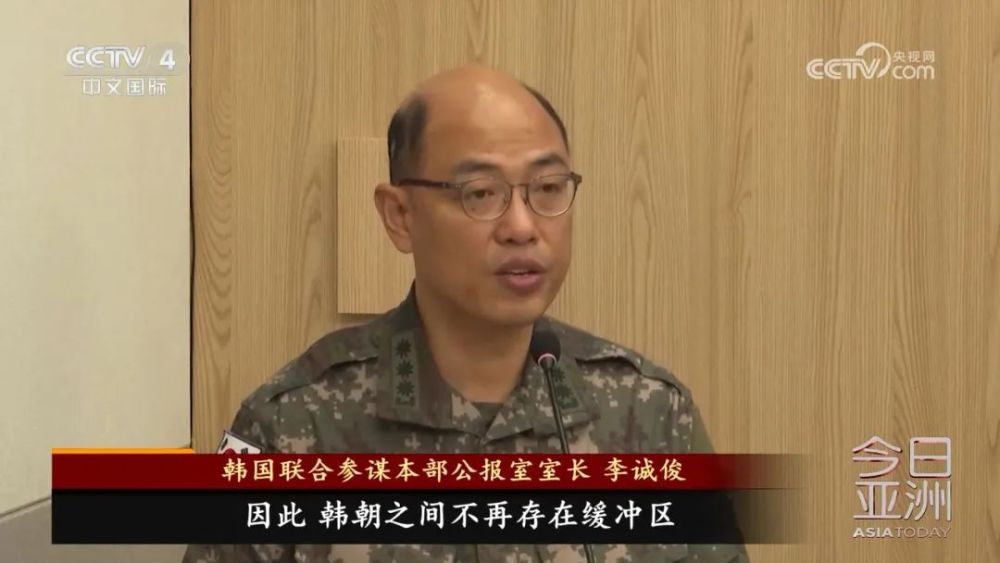 CCTV 4
中文国际
央视网
CCTV.com
韩国联合参谋本部公报室室长 李诚俊
因此 韩朝之间不再存在缓冲区
今日
亚洲
ASIA TODAY